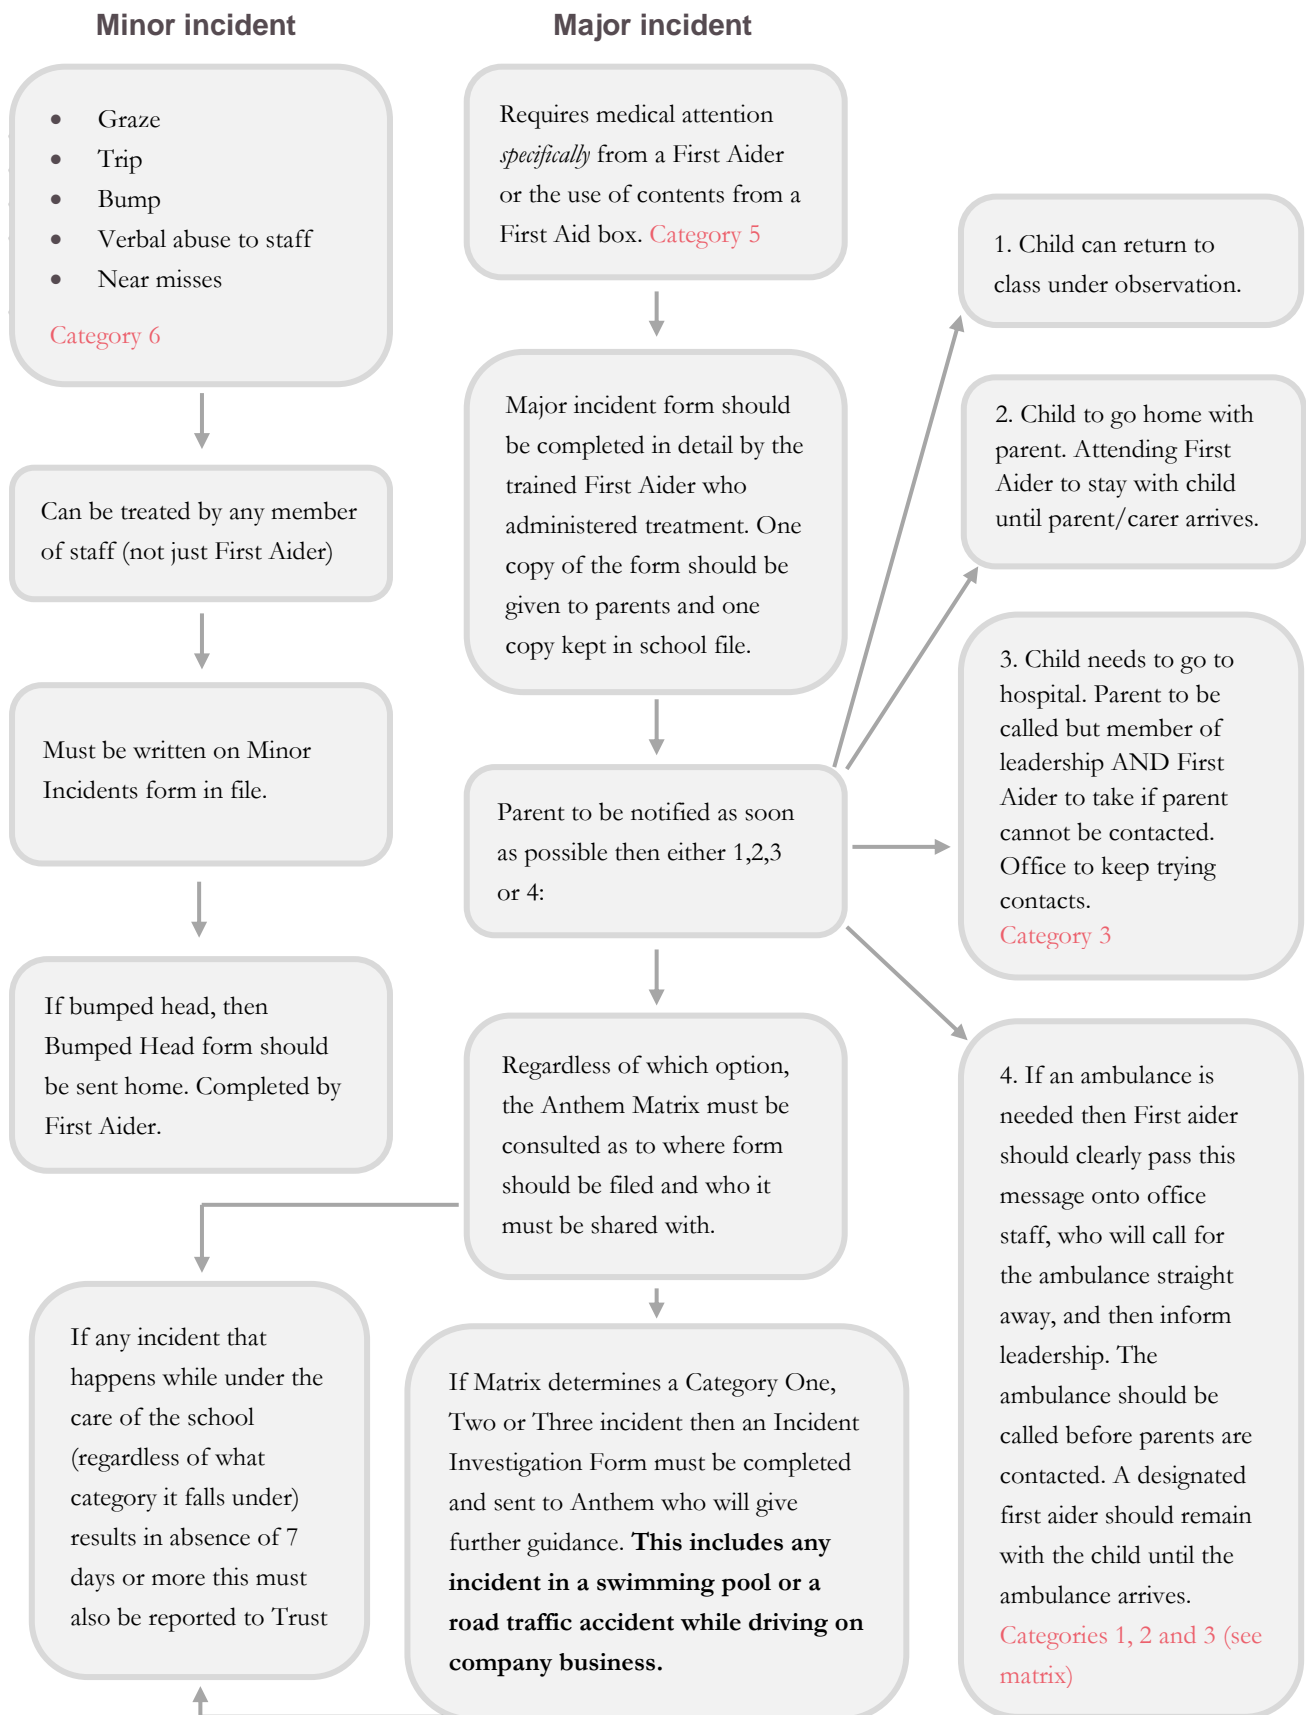 Minor incident
• Graze
• Trip
• Bump
• Verbal abuse to staff
• Near misses
Category 6
Can be treated by any member
of staff (not just First Aider)
Must be written on Minor
Incidents form in file.
If bumped head, then
Bumped Head form should
be sent home. Completed by
First Aider.
Major incident
Requires medical attention
specifically from a First Aider
or the use of contents from a
First Aid box. Category 5
Major incident form should
be completed in detail by the
trained First Aider who
administered treatment. One
copy of the form should be
given to parents and one
copy kept in school file.
Parent to be notified as soon
as possible then either 1,2,3
or 4:
1. Child can return to
class under observation.
2. Child to go home with
parent. Attending First
Aider to stay with child
until parent/carer arrives.
3. Child needs to go to
hospital. Parent to be
called but member of
leadership AND First
Aider to take if parent
cannot be contacted.
Office to keep trying
contacts.
Category 3
4. If an ambulance is
needed then First aider
should clearly pass this
message onto office
staff, who will call for
the ambulance straight
away, and then inform
leadership. The
ambulance should be
called before parents are
contacted. A designated
first aider should remain
with the child until the
ambulance arrives.
Categories 1, 2 and 3 (see
matrix)
Regardless of which option,
the Anthem Matrix must be
consulted as to where form
should be filed and who it
must be shared with.
If any incident that
happens while under the
care of the school
(regardless of what
category it falls under)
results in absence of 7
days or more this must
also be reported to Trust
If Matrix determines a Category One,
Two or Three incident then an Incident
Investigation Form must be completed
and sent to Anthem who will give
further guidance. This includes any
incident in a swimming pool or a
road traffic accident while driving on
company business.